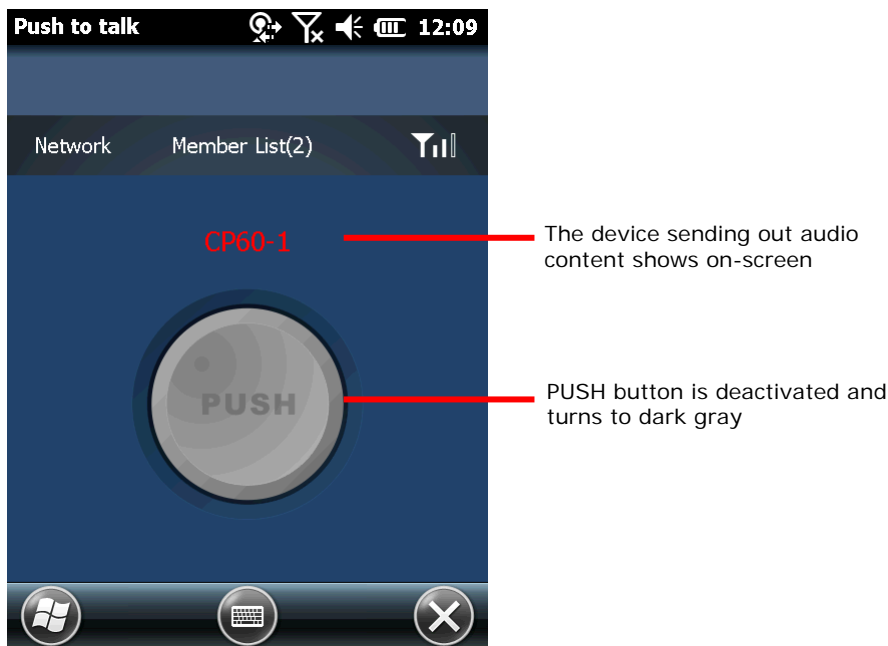 Push to talk 12:09
Network Member List(2)
CP60-1
The device sending out audio
content shows on-screen
PUSH
PUSH button is deactivated and
turns to dark gray